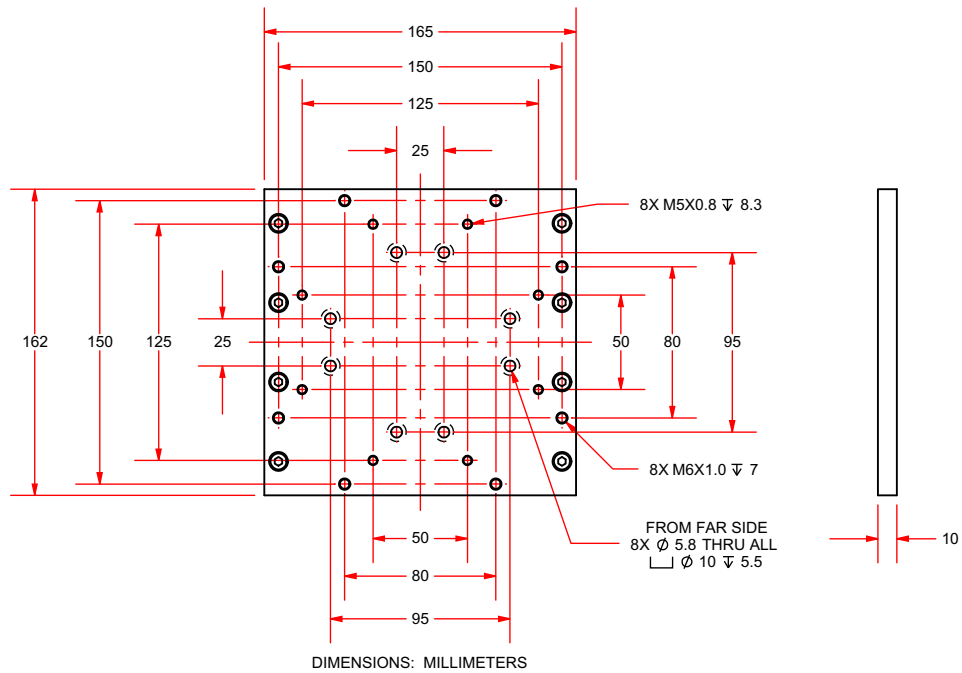 165
150
125
25
8X M5X0.8 ↧ 8.3
162
150
125
25
50
80
95
8X M6X1.0 ↧ 7
FROM FAR SIDE
8X Ø 5.8 THRU ALL
⌴ Ø 10 ↧ 5.5
50
80
95
10
DIMENSIONS: MILLIMETERS